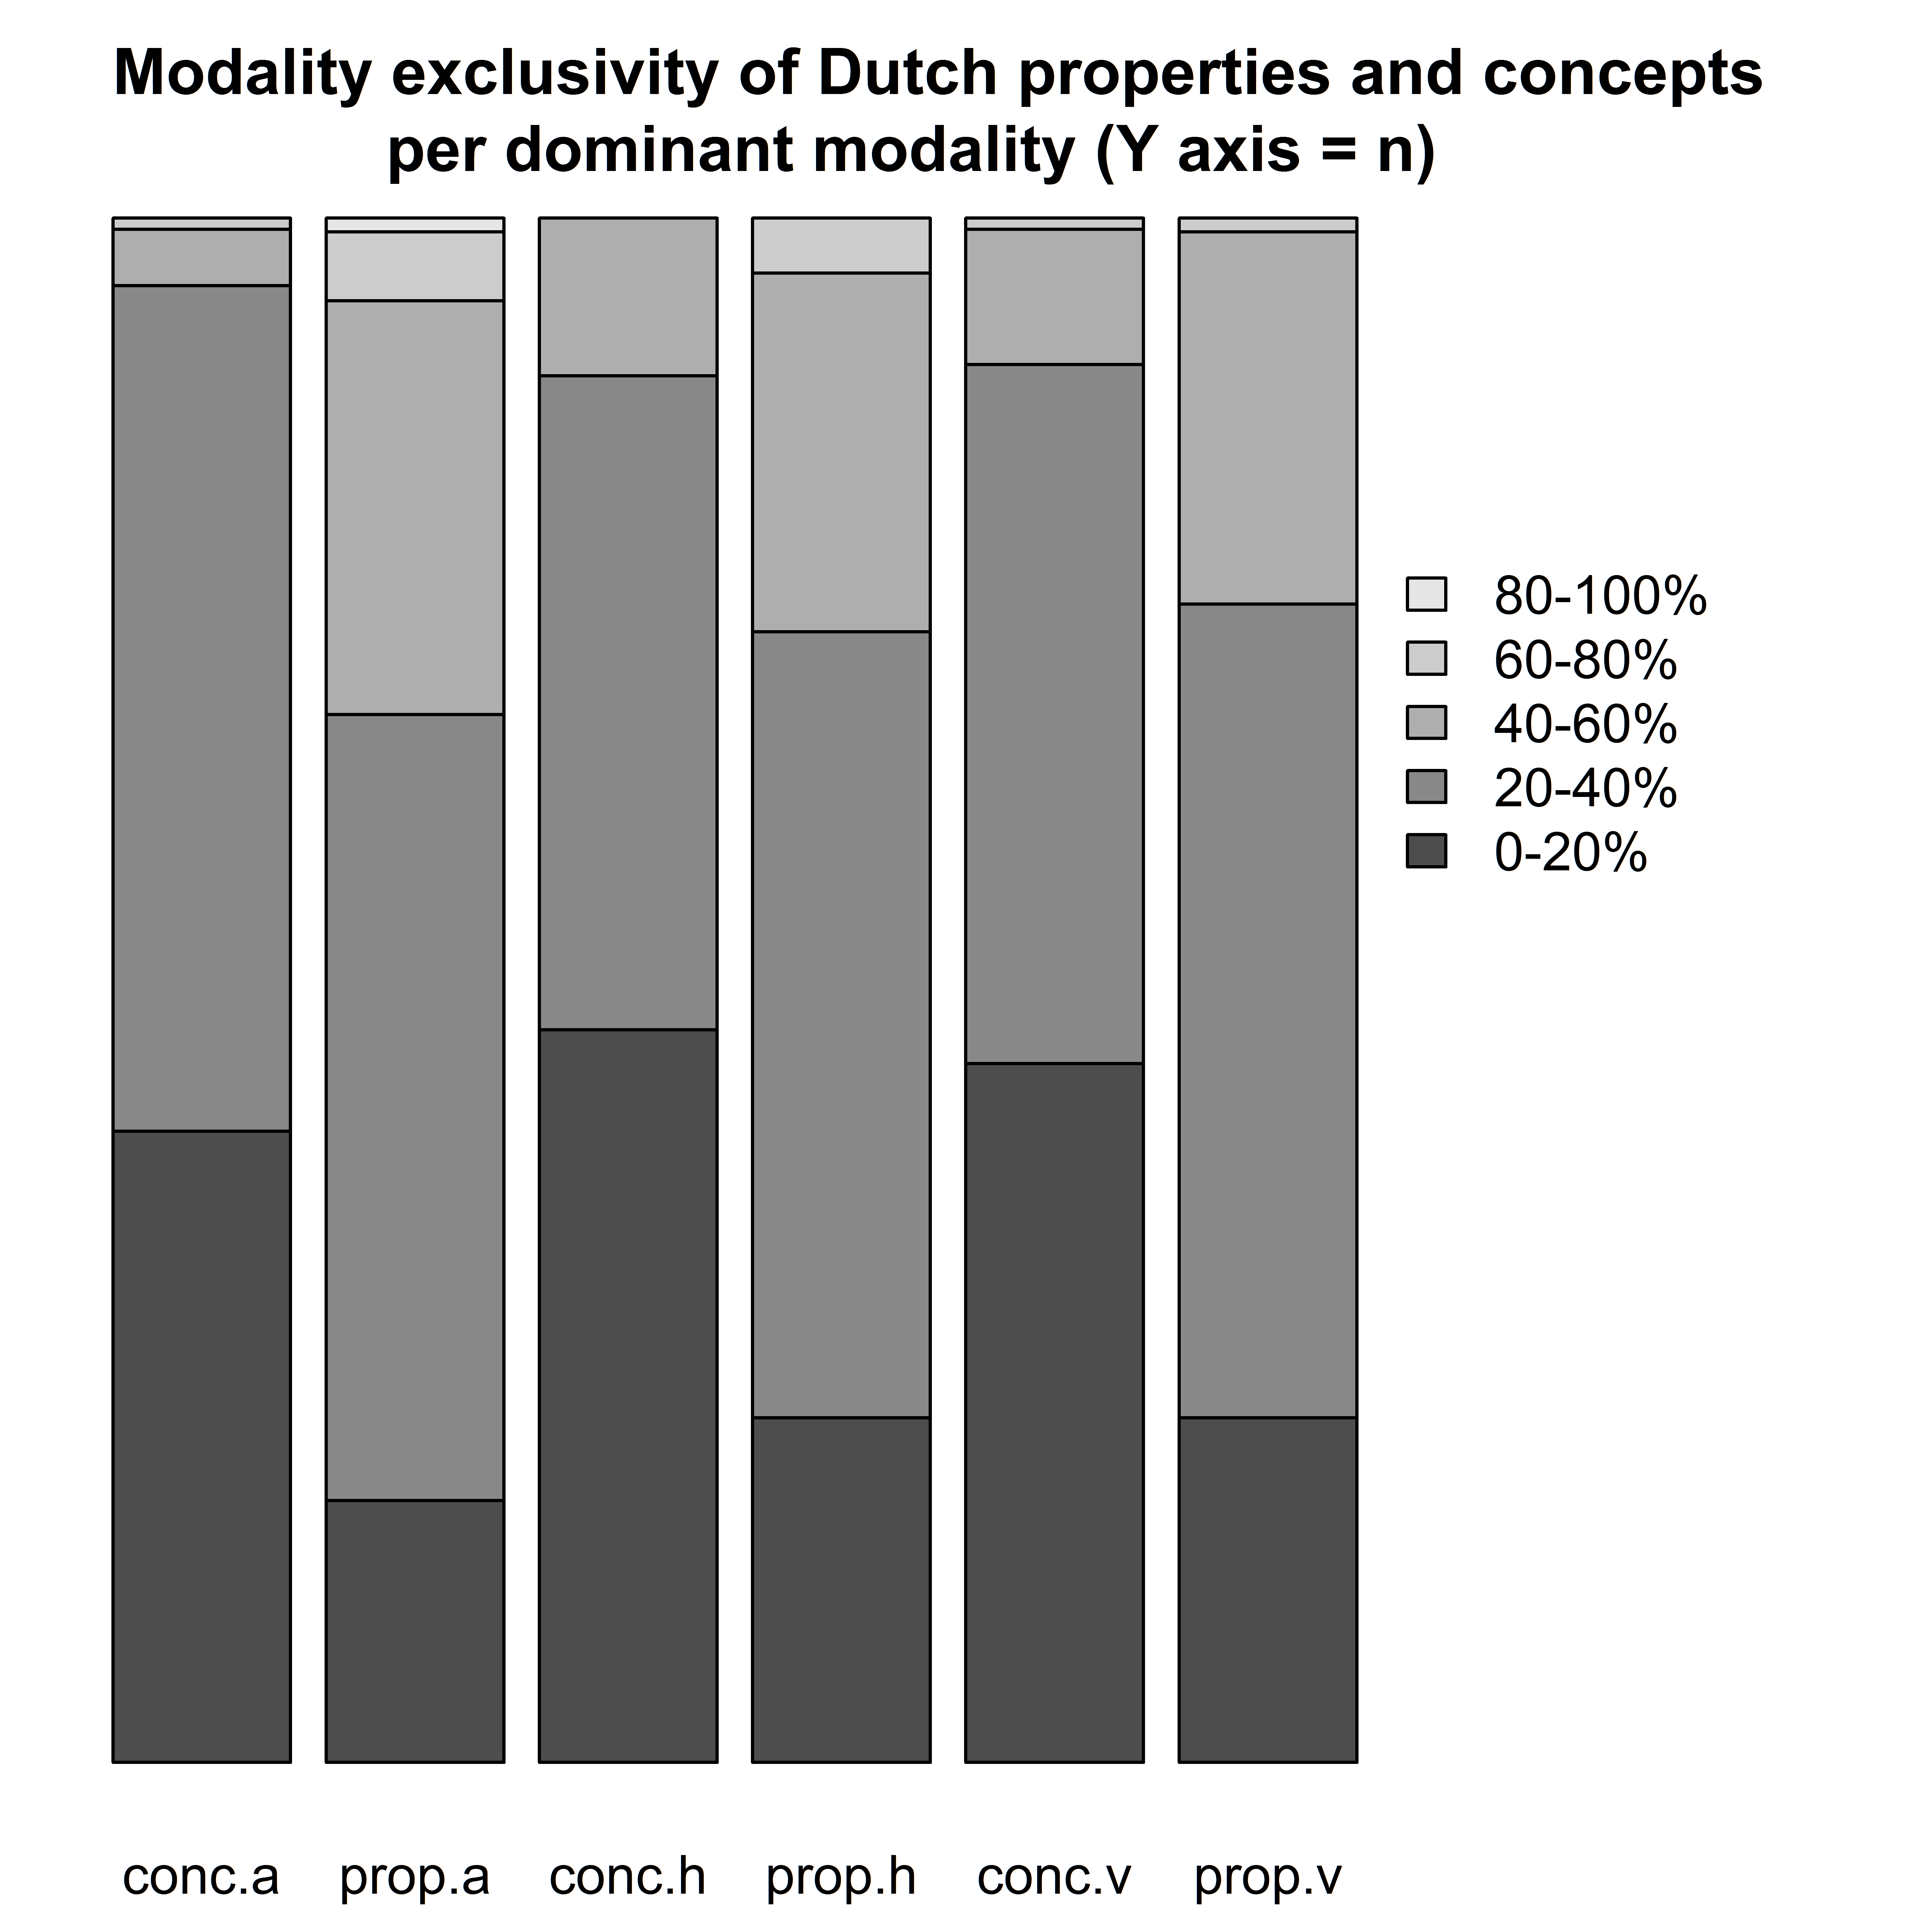 Modality exclusivity of Dutch properties and concepts
per dominant modality (Y axis = n)
80-100%
60-80%
40-60%
20-40%
0-20%
conc.a prop.a conc.h prop.h conc.v prop.v